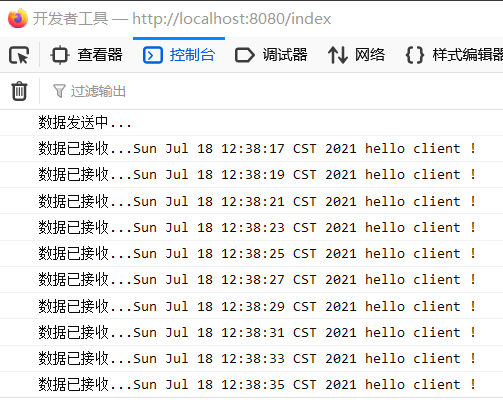 开发者工具 — http://localhost:8080/index
查看器 控制台 调试器 网络 {} 样式编辑器
过滤输出
数据发送中...
数据已接收...Sun Jul 18 12:38:17 CST 2021 hello client !
数据已接收...Sun Jul 18 12:38:19 CST 2021 hello client !
数据已接收...Sun Jul 18 12:38:21 CST 2021 hello client !
数据已接收...Sun Jul 18 12:38:23 CST 2021 hello client !
数据已接收...Sun Jul 18 12:38:25 CST 2021 hello client !
数据已接收...Sun Jul 18 12:38:27 CST 2021 hello client !
数据已接收...Sun Jul 18 12:38:29 CST 2021 hello client !
数据已接收...Sun Jul 18 12:38:31 CST 2021 hello client !
数据已接收...Sun Jul 18 12:38:33 CST 2021 hello client !
数据已接收...Sun Jul 18 12:38:35 CST 2021 hello client !